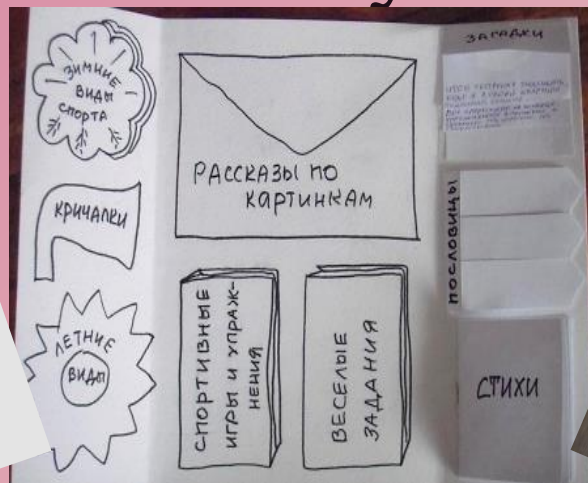 ЗИМНИЕ
ВИДЫ
СПОРТА
КРИЧАЛКИ
ЛЕТНИЕ
ВИДЫ
РАССКАЗЫ ПО
КАРТИНКАМ
СПОРТИВНЫЕ
ИГРЫ И УПРАЖ-
НЕНИЯ
ВЕСЕЛЫЕ
ЗАДАНИЯ
ЗАГАДКИ
ПОСЛОВИЦЫ
СТИХИ